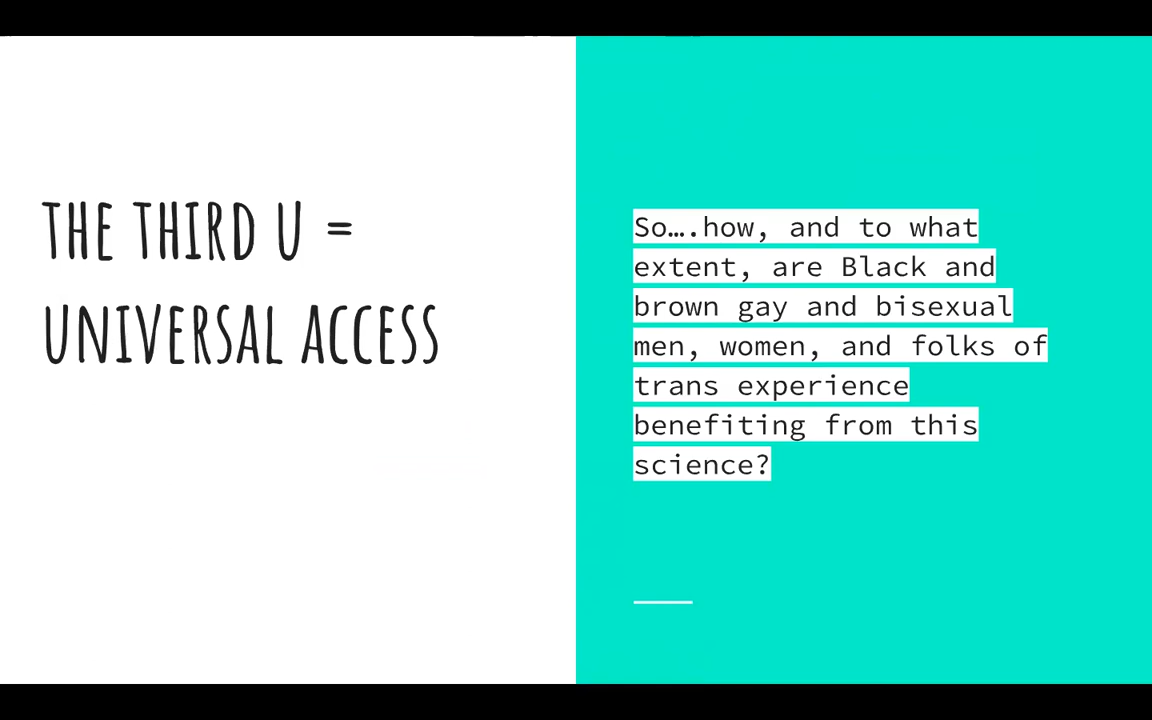 THE THIRD U =
UNIVERSAL ACCESS
So….how, and to what
extent, are Black and
brown gay and bisexual
men, women, and folks of
trans experience
benefiting from this
science?